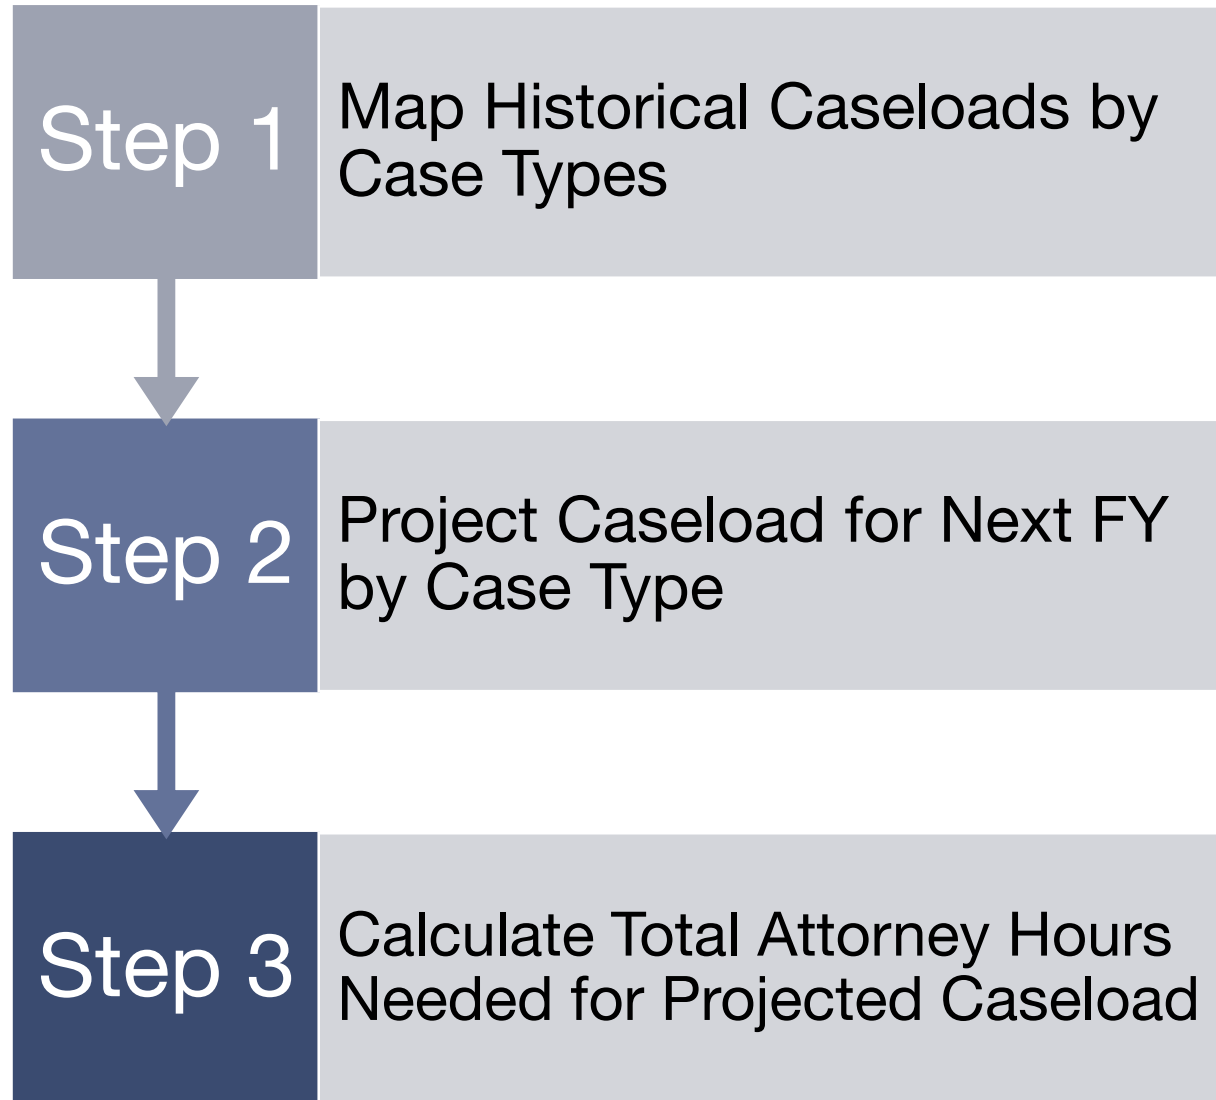 Step 1
Map Historical Caseloads by
Case Types
Step 2
Project Caseload for Next FY
by Case Type
Step 3
Calculate Total Attorney Hours
Needed for Projected Caseload